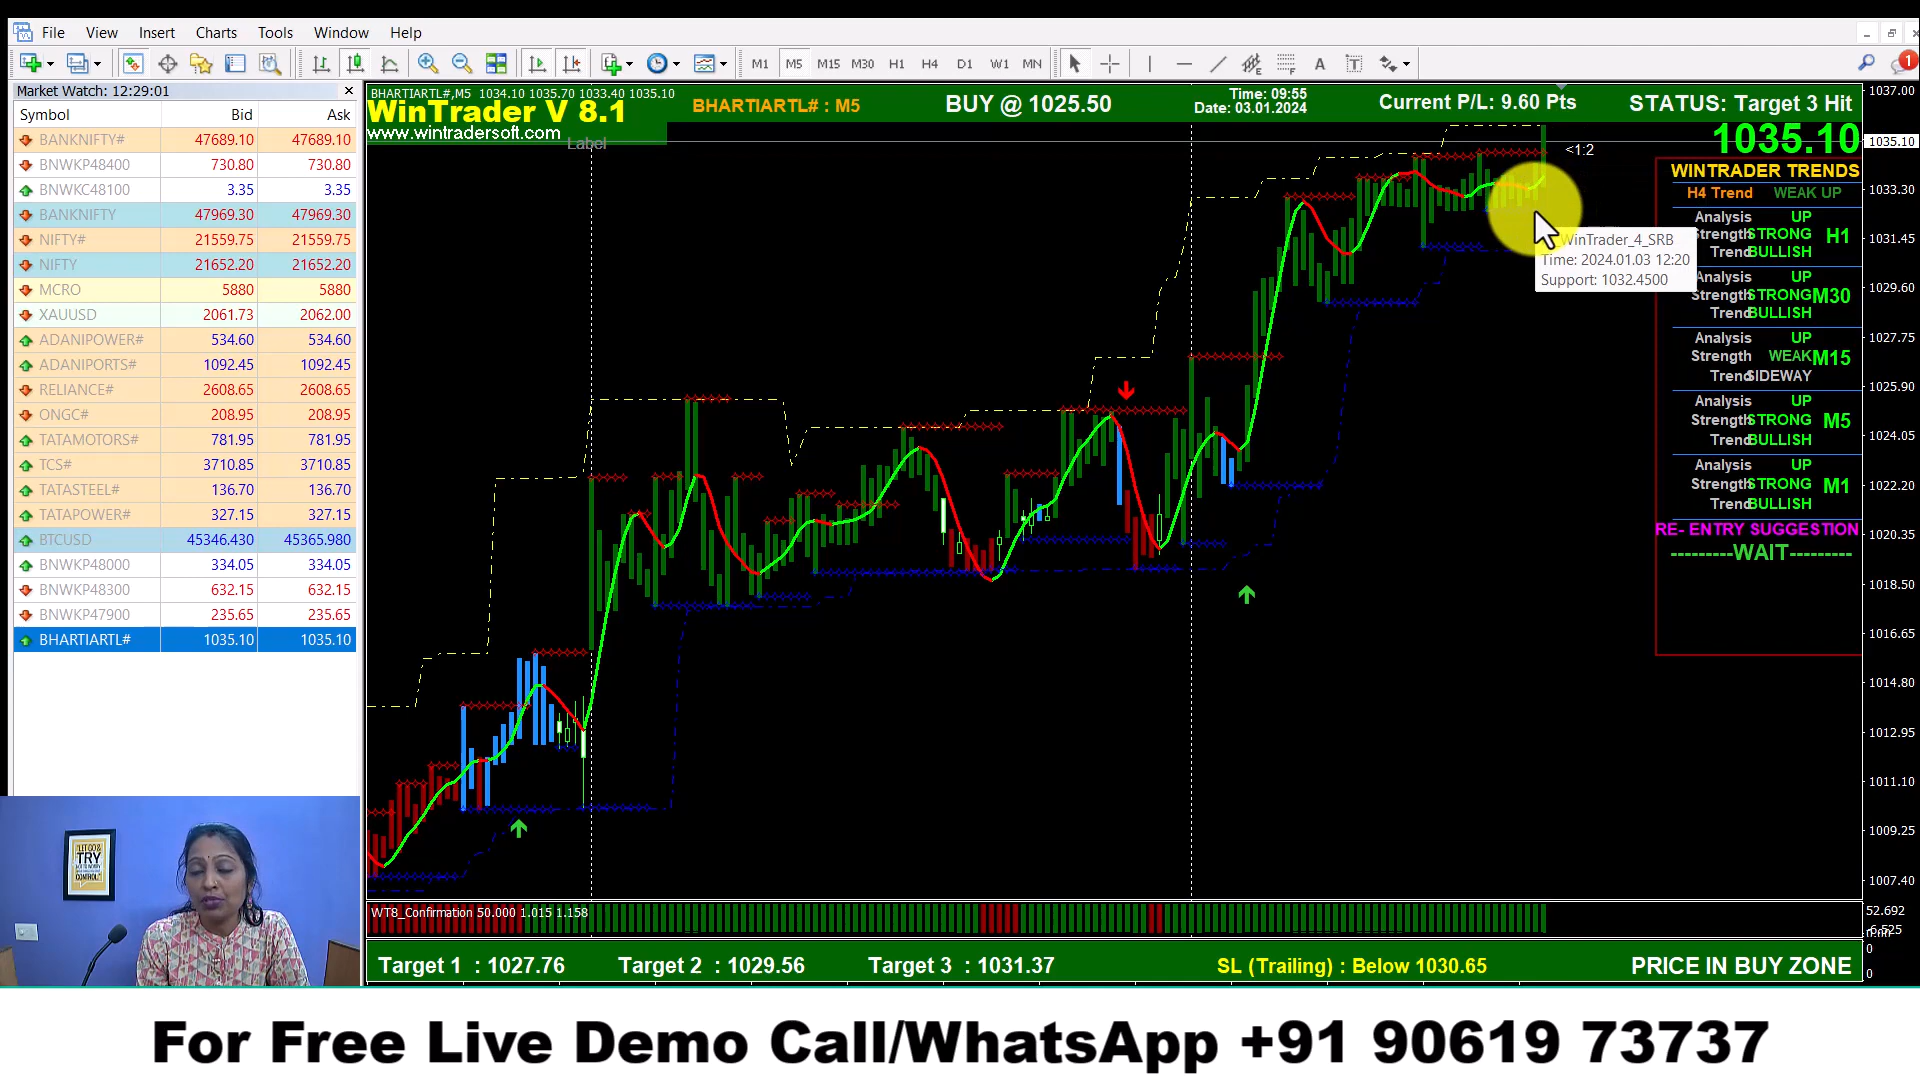 File View Insert Charts Tools Window Help
M1 M5 M15 M30 H1 H4 D1 W1 MN
1
Market Watch: 12:29:01
Symbol Bid Ask
BANKNIFTY# 47689.10 47689.10
BNWKP48400 730.80 730.80
BNWKC48100 3.35 3.35
BANKNIFTY 47969.30 47969.30
NIFTY# 21559.75 21559.75
NIFTY 21652.20 21652.20
MCRO 5880 5880
XAUUSD 2061.73 2062.00
ADANIPOWER# 534.60 534.60
ADANIPORTS# 1092.45 1092.45
RELIANCE# 2608.65 2608.65
ONGC# 208.95 208.95
TATAMOTORS# 781.95 781.95
TCS# 3710.85 3710.85
TATASTEEL# 136.70 136.70
TATAPOWER# 327.15 327.15
BTCUSD 45346.430 45365.980
BNWKP48000 334.05 334.05
BNWKP48300 632.15 632.15
BNWKP47900 235.65 235.65
BHARTIARTL# 1035.10 1035.10
BHARTIARTL#,M5 1034.10 1035.70 1033.40 1035.10
WinTrader V 8.1
www.wintradersoft.com
Label
BHARTIARTL# : M5
BUY @ 1025.50
Time: 09:55
Date: 03.01.2024
Current P/L: 9.60 Pts
STATUS: Target 3 Hit
1035.10
<1:2
WinTrader_4_SRB
Time: 2024.01.03 12:20
Support: 1032.4500
WINTRADER TRENDS
H4 Trend WEAK UP
Analysis UP
Strength STRONG H1
Trend BULLISH
Analysis UP
Strength STRONG M30
Trend BULLISH
Analysis UP
Strength WEAK M15
Trend SIDEWAY
Analysis UP
Strength STRONG M5
Trend BULLISH
Analysis UP
Strength STRONG M1
Trend BULLISH
RE- ENTRY SUGGESTION
---------WAIT---------
1037.00
1035.10
1033.30
1031.45
1029.60
1027.75
1025.90
1024.05
1022.20
1020.35
1018.50
1016.65
1014.80
1012.95
1011.10
1009.25
1007.40
WT8_Confirmation 50.000 1.015 1.158
52.692
0
0
Target 1 : 1027.76 Target 2 : 1029.56 Target 3 : 1031.37 SL (Trailing) : Below 1030.65 PRICE IN BUY ZONE
LET GO &
TRY
CONTROL!
For Free Live Demo Call/WhatsApp +91 90619 73737